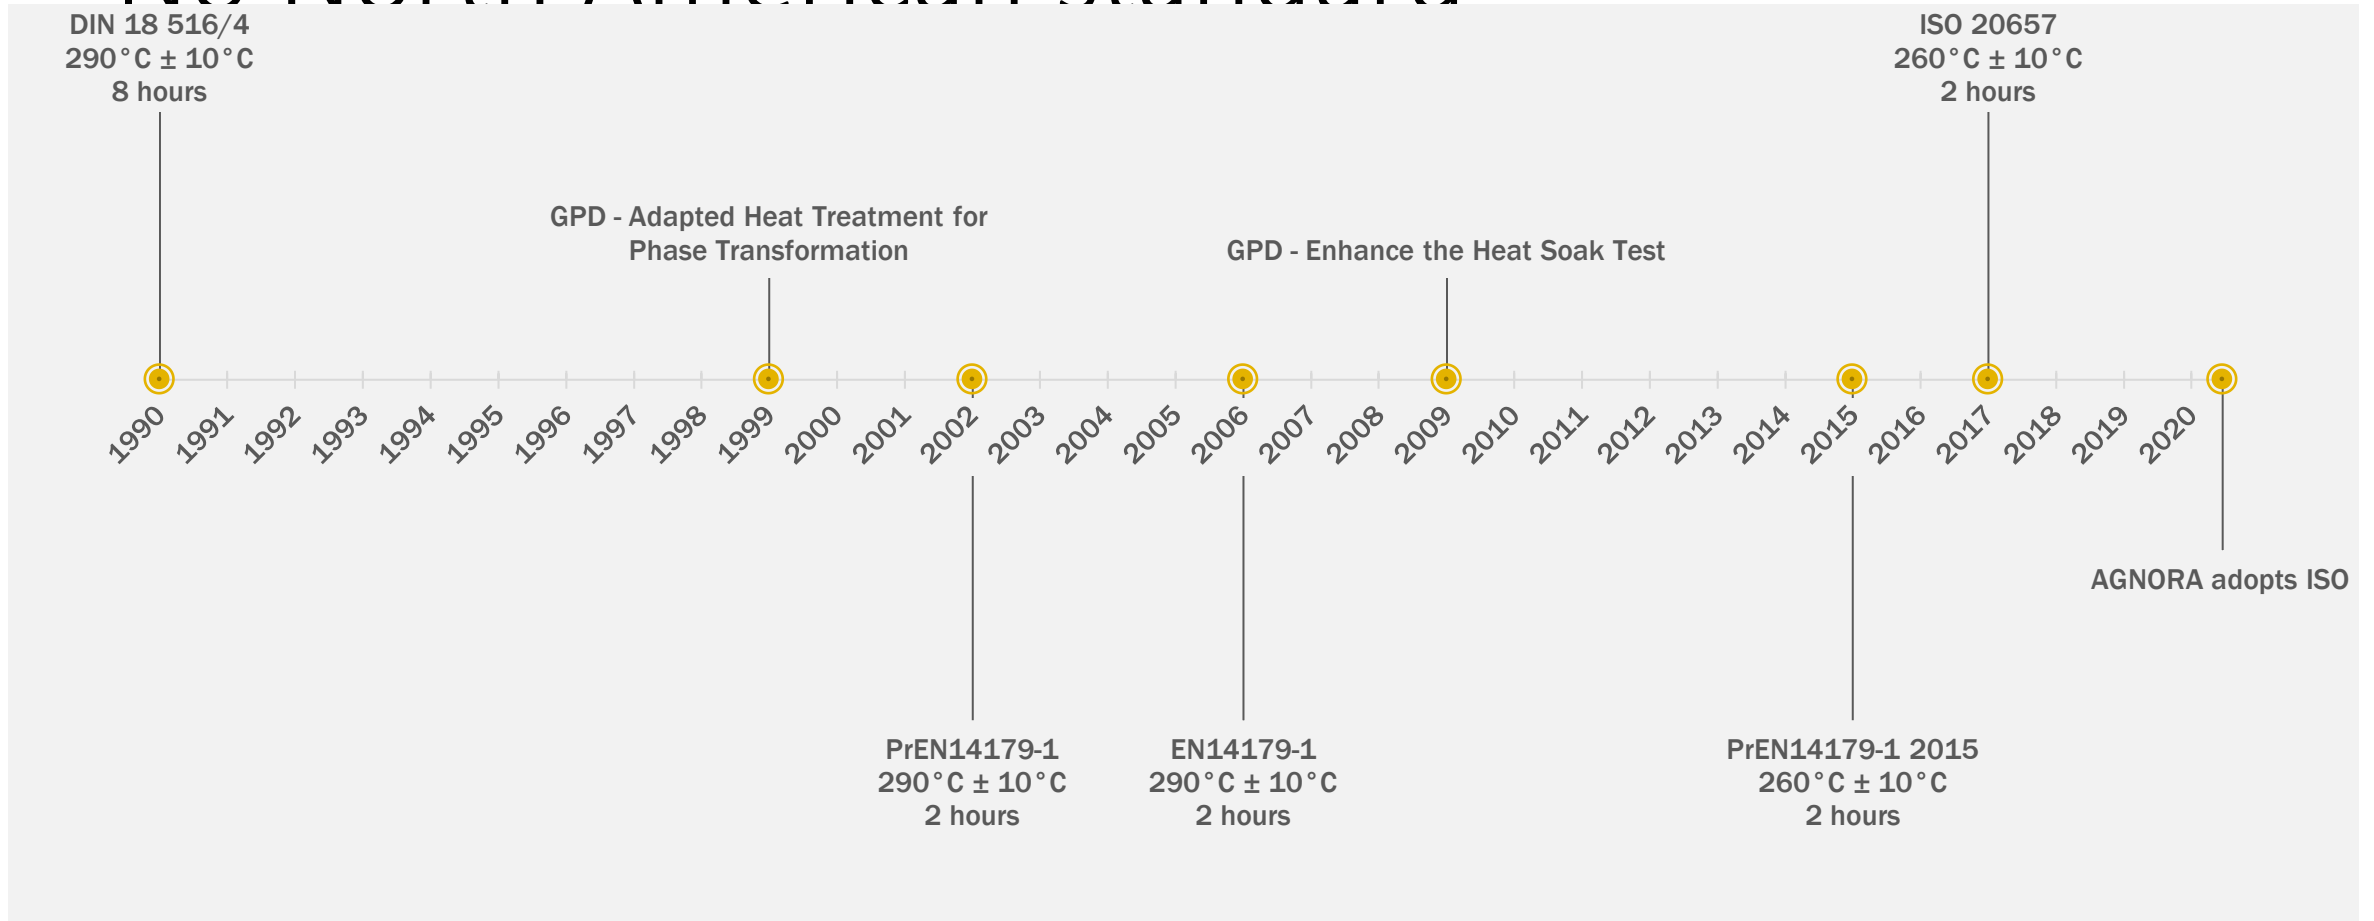 No North American standard
DIN 18 516/4
290°C ± 10°C
8 hours
ISO 20657
260°C ± 10°C
2 hours
GPD - Adapted Heat Treatment for
Phase Transformation
GPD - Enhance the Heat Soak Test
1990
1991
1992
1993
1994
1995
1996
1997
1998
1999
2000
2001
2002
2003
2004
2005
2006
2007
2008
2009
2010
2011
2012
2013
2014
2015
2016
2017
2018
2019
2020
AGNORA adopts ISO
PrEN14179-1
290°C ± 10°C
2 hours
EN14179-1
290°C ± 10°C
2 hours
PrEN14179-1 2015
260°C ± 10°C
2 hours